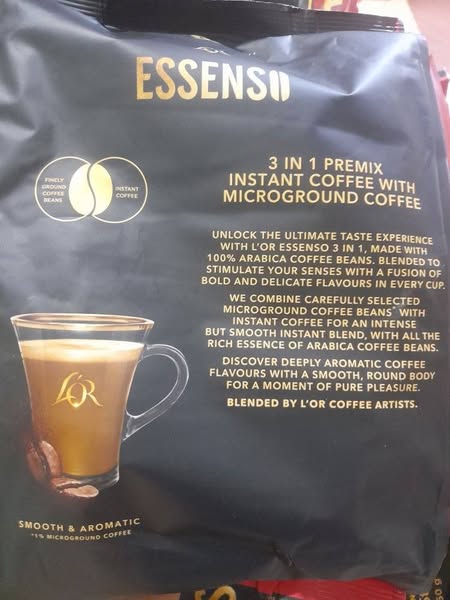 ESSENSO
FINELY
GROUND
COFFEE
BEANS
INSTANT
COFFEE
3 IN 1 PREMIX
INSTANT COFFEE WITH
MICROGROUND COFFEE
UNLOCK THE ULTIMATE TASTE EXPERIENCE
WITH L'OR ESSENSO 3 IN 1, MADE WITH
100% ARABICA COFFEE BEANS. BLENDED TO
STIMULATE YOUR SENSES WITH A FUSION OF
BOLD AND DELICATE FLAVOURS IN EVERY CUP.
WE COMBINE CAREFULLY SELECTED
MICROGROUND COFFEE BEANS* WITH
INSTANT COFFEE FOR AN INTENSE
BUT SMOOTH INSTANT BLEND, WITH ALL THE
RICH ESSENCE OF ARABICA COFFEE BEANS.
DISCOVER DEEPLY AROMATIC COFFEE
FLAVOURS WITH A SMOOTH, ROUND BODY
FOR A MOMENT OF PURE PLEASURE.
BLENDED BY L'OR COFFEE ARTISTS.
L'OR
SMOOTH & AROMATIC
*1% MICROGROUND COFFEE